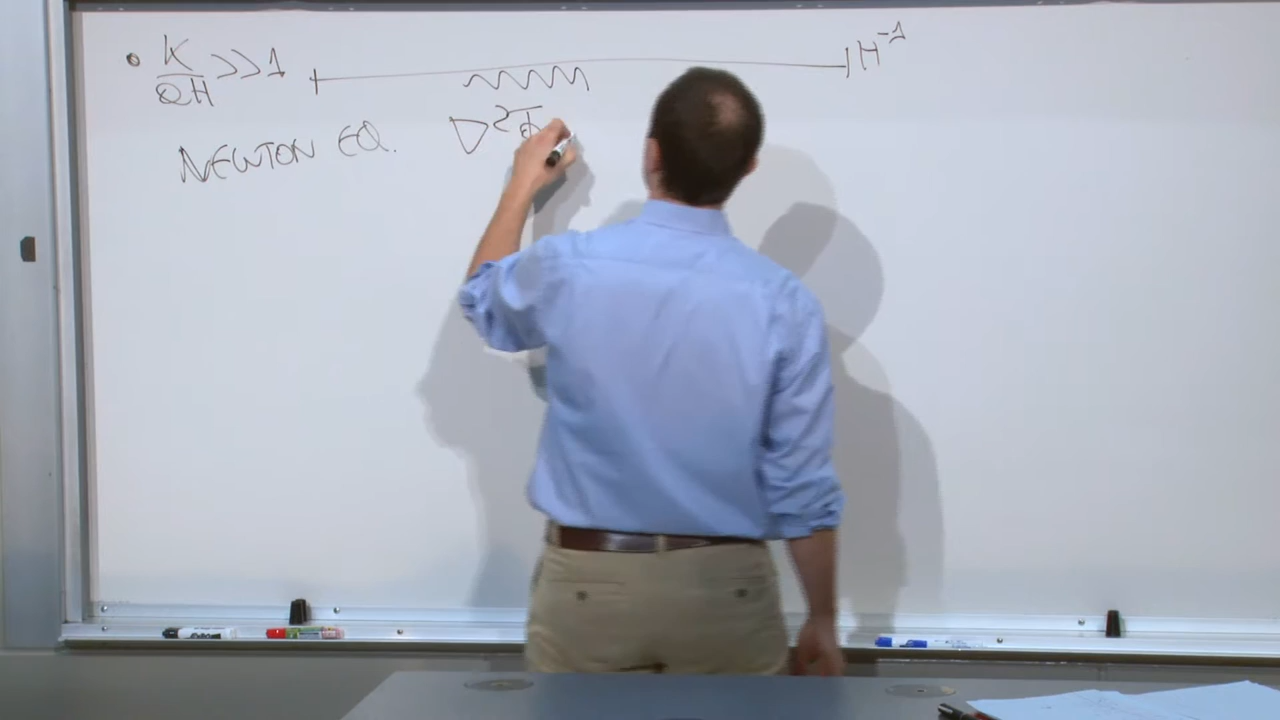 • K/aH >> 1 H⁻¹
NEWTON EQ. ∇²Φ